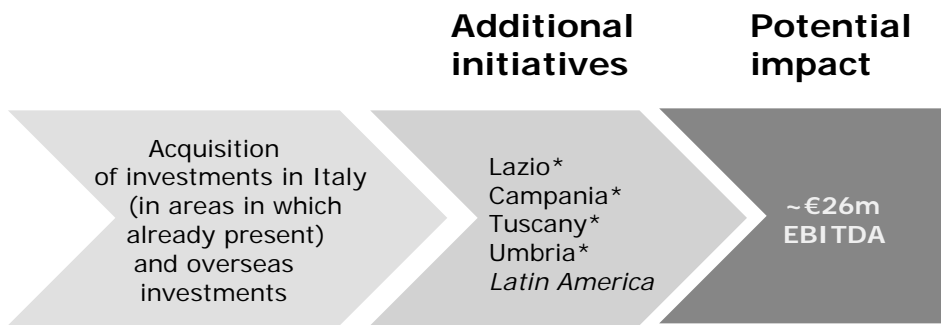 Additional
initiatives
Potential
impact
Acquisition
of investments in Italy
(in areas in which
already present)
and overseas
investments
Lazio*
Campania*
Tuscany*
Umbria*
Latin America
~€26m
EBITDA